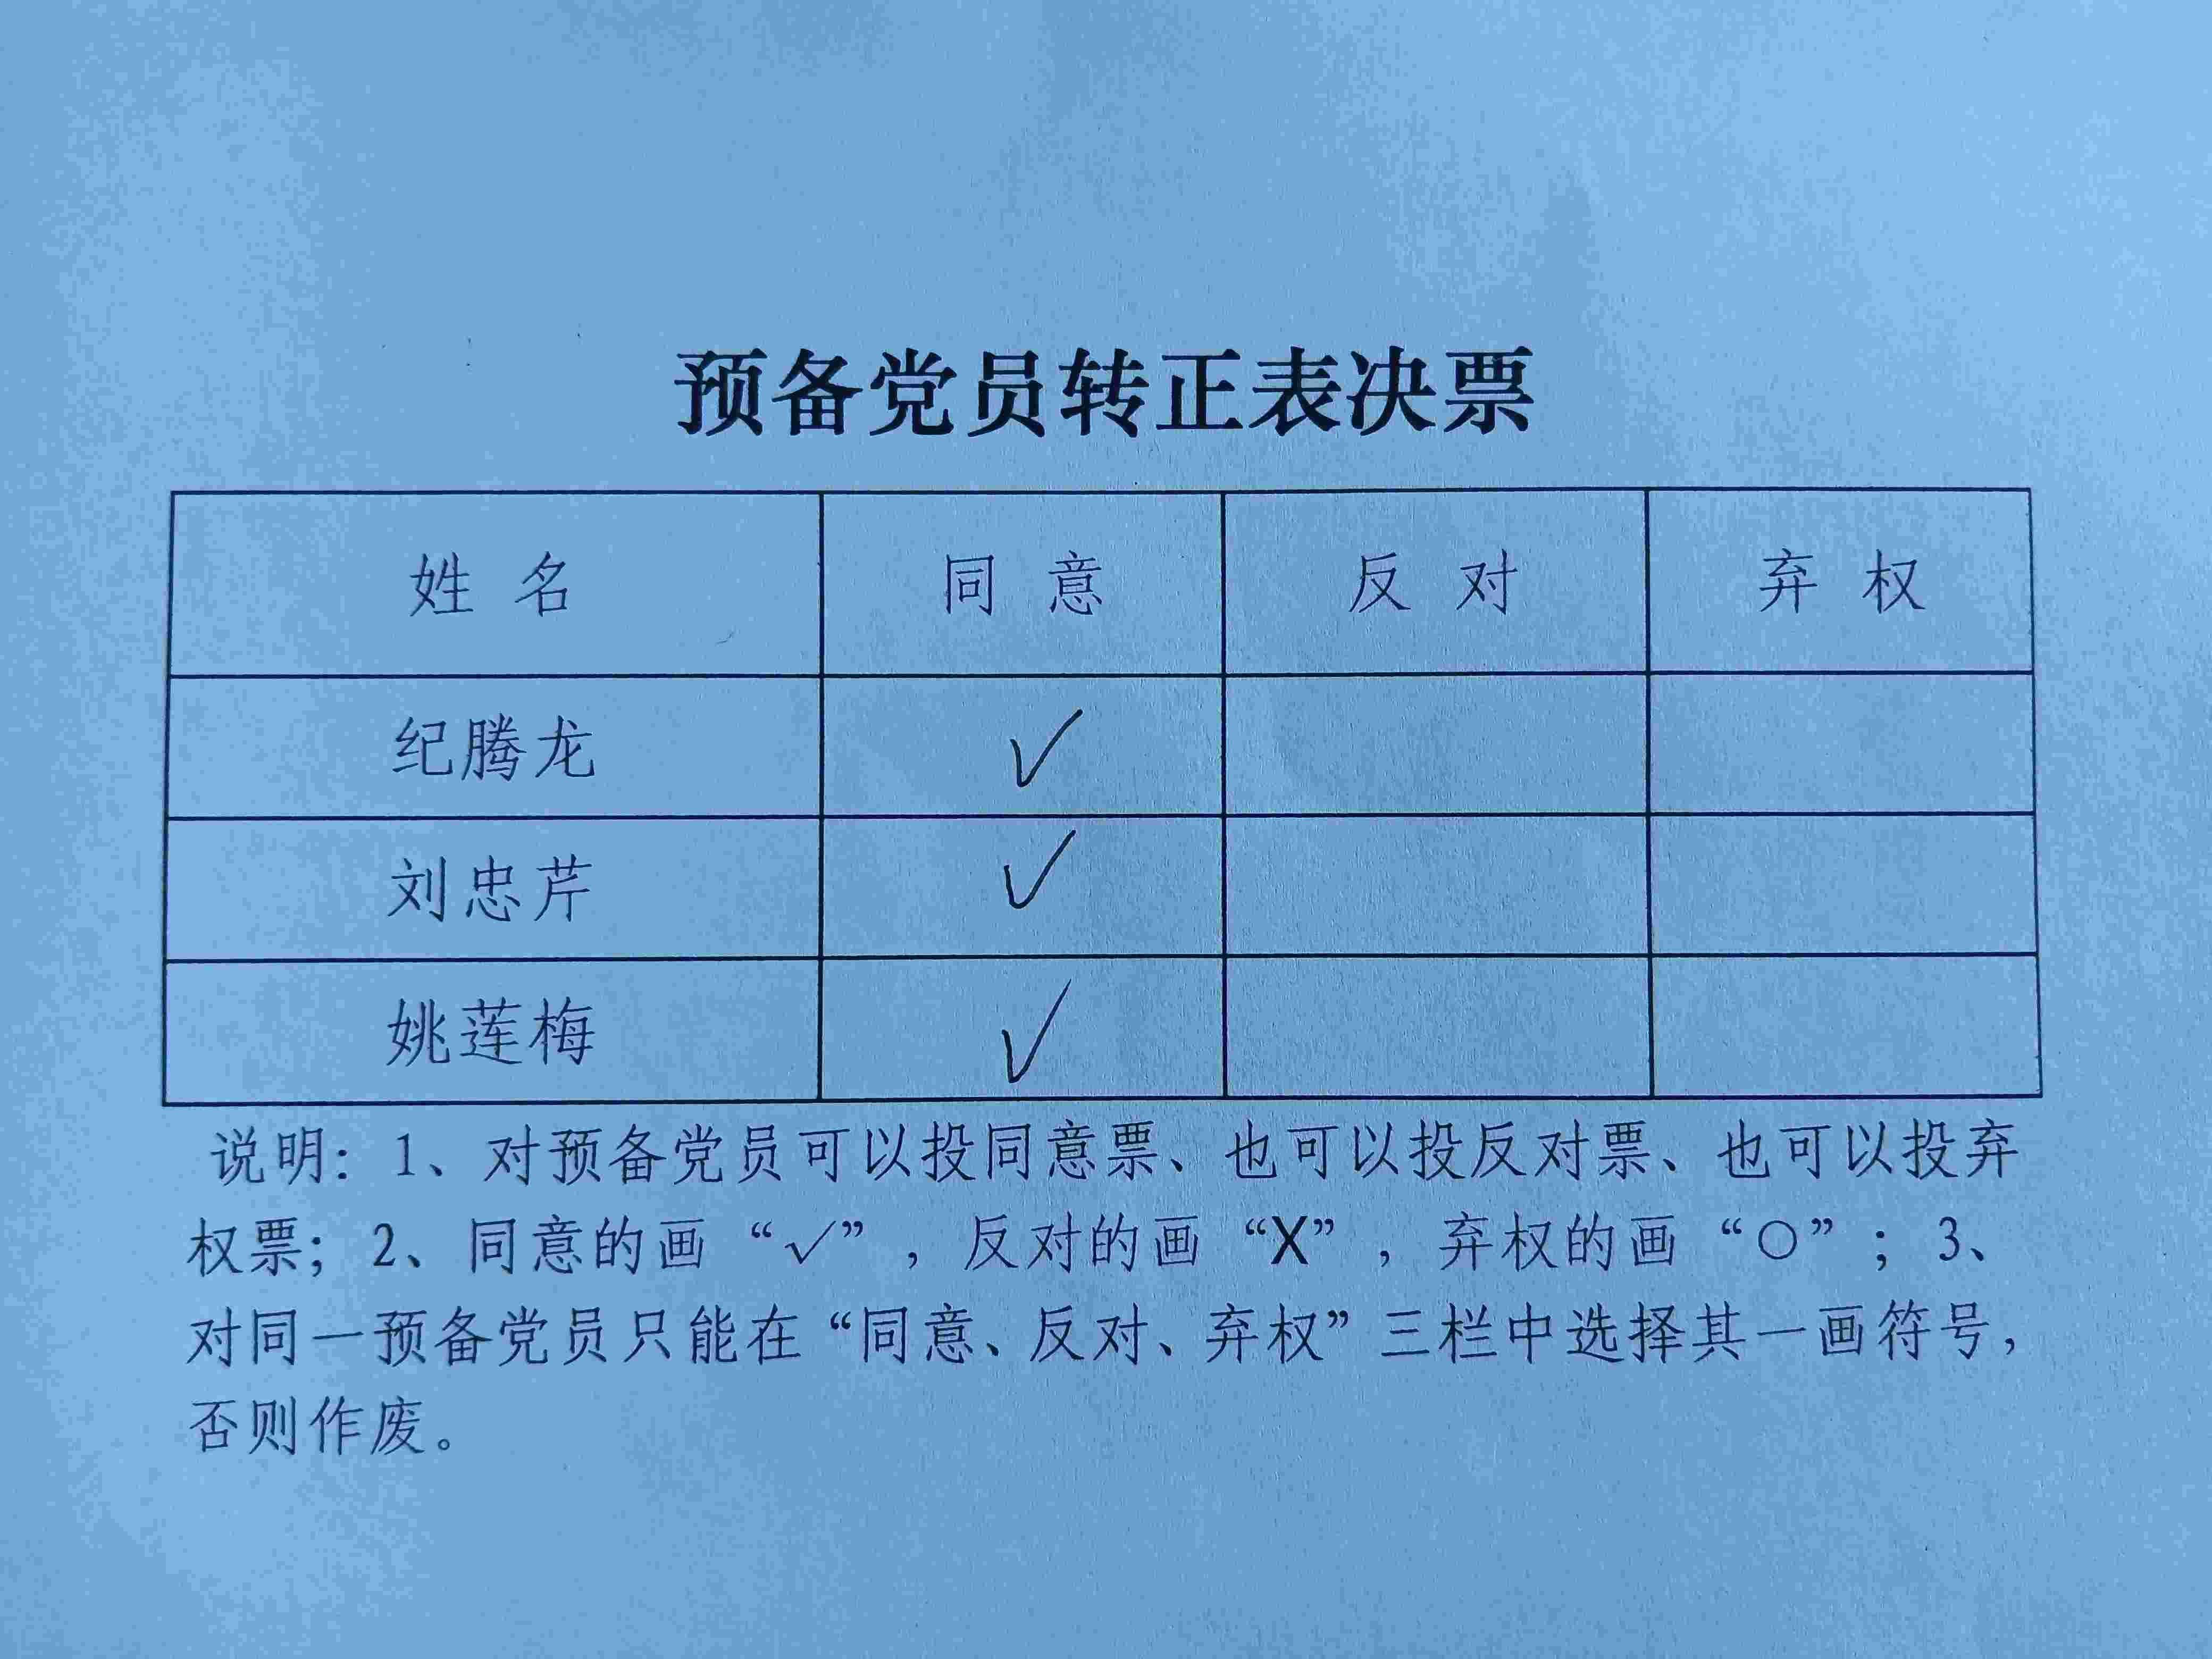 预备党员转正表决票
姓 名 同 意 反 对 弃 权
纪腾龙 ✓
刘忠芹 ✓
姚莲梅 ✓
说明：1、对预备党员可以投同意票、也可以投反对票、也可以投弃
权票；2、同意的画“✓”，反对的画“X”，弃权的画“○”；3、
对同一预备党员只能在“同意、反对、弃权”三栏中选择其一画符号，
否则作废。